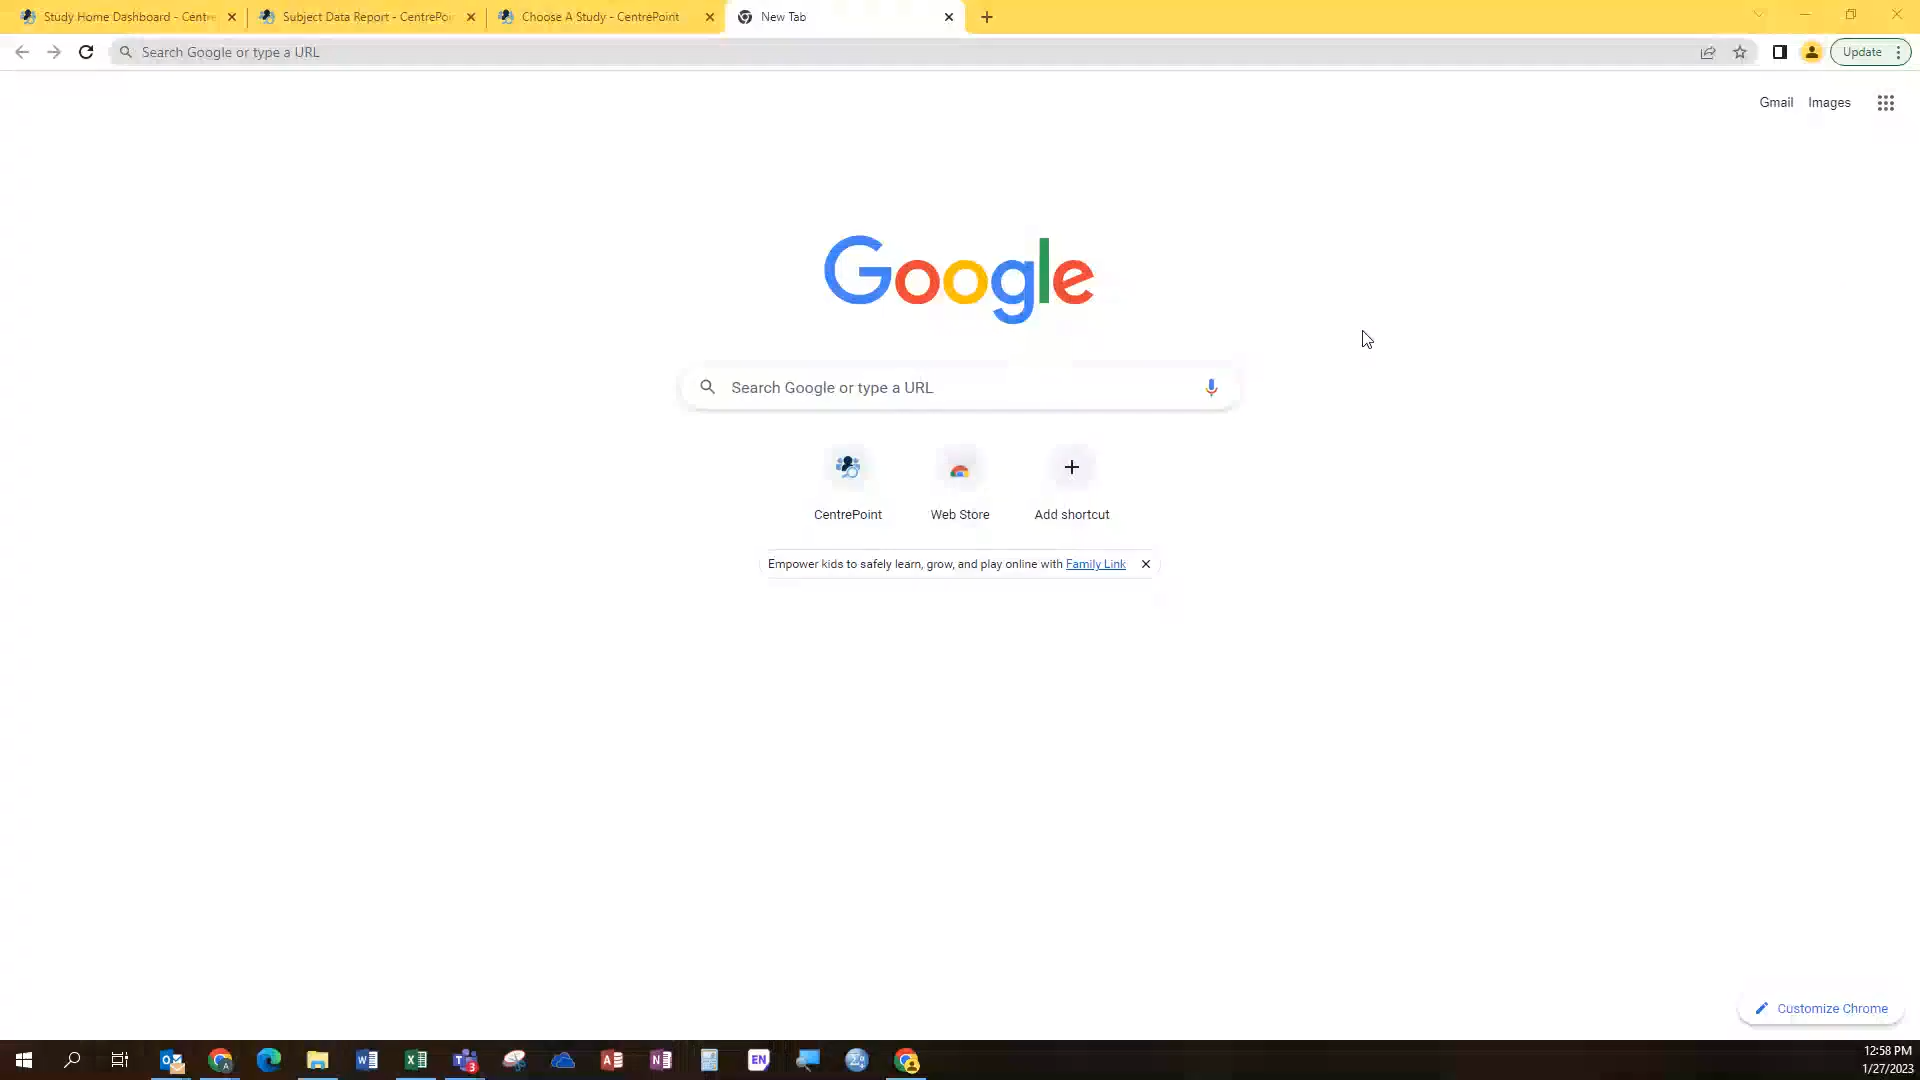 Study Home Dashboard - Centre
Subject Data Report - CentrePoi
Choose A Study - CentrePoint
New Tab
Search Google or type a URL
Update
Gmail
Images
Google
Search Google or type a URL
CentrePoint
Web Store
Add shortcut
Empower kids to safely learn, grow, and play online with Family Link
Customize Chrome
EN
3
12:58 PM
1/27/2023